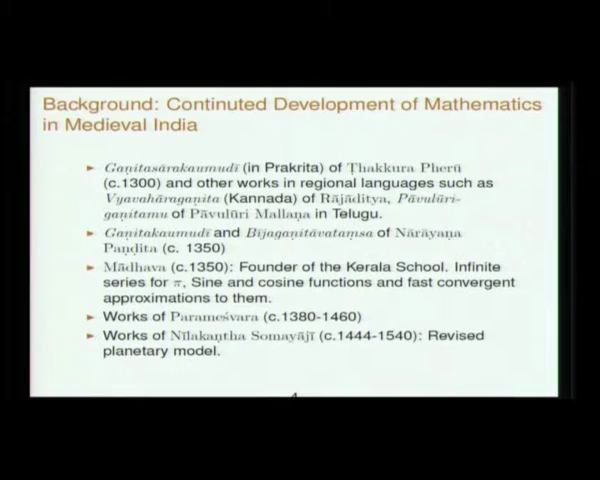 Background: Continuted Development of Mathematics
in Medieval India
► Gaṇitasārakaumudī (in Prakrita) of Ṭhakkura Pherū
(c.1300) and other works in regional languages such as
Vyavahāragaṇita (Kannada) of Rājāditya, Pāvulūri-
gaṇitamu of Pāvulūri Mallaṇa in Telugu.
► Gaṇitakaumudī and Bījagaṇitāvataṃsa of Nārāyaṇa
Paṇḍita (c. 1350)
► Mādhava (c.1350): Founder of the Kerala School. Infinite
series for π, Sine and cosine functions and fast convergent
approximations to them.
► Works of Parameśvara (c.1380-1460)
► Works of Nīlakaṇtha Somayājī (c.1444-1540): Revised
planetary model.